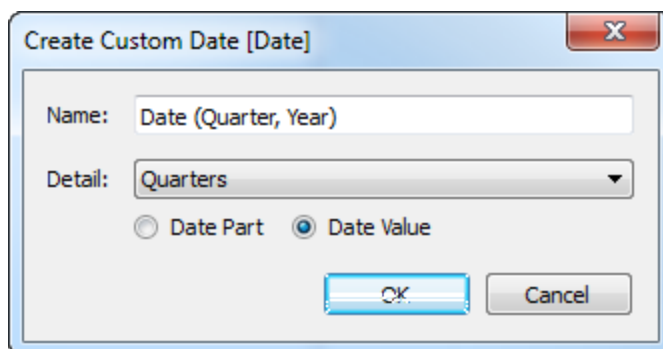 Create Custom Date [Date]
Name: Date (Quarter, Year)
Detail: Quarters
Date Part Date Value
OK Cancel